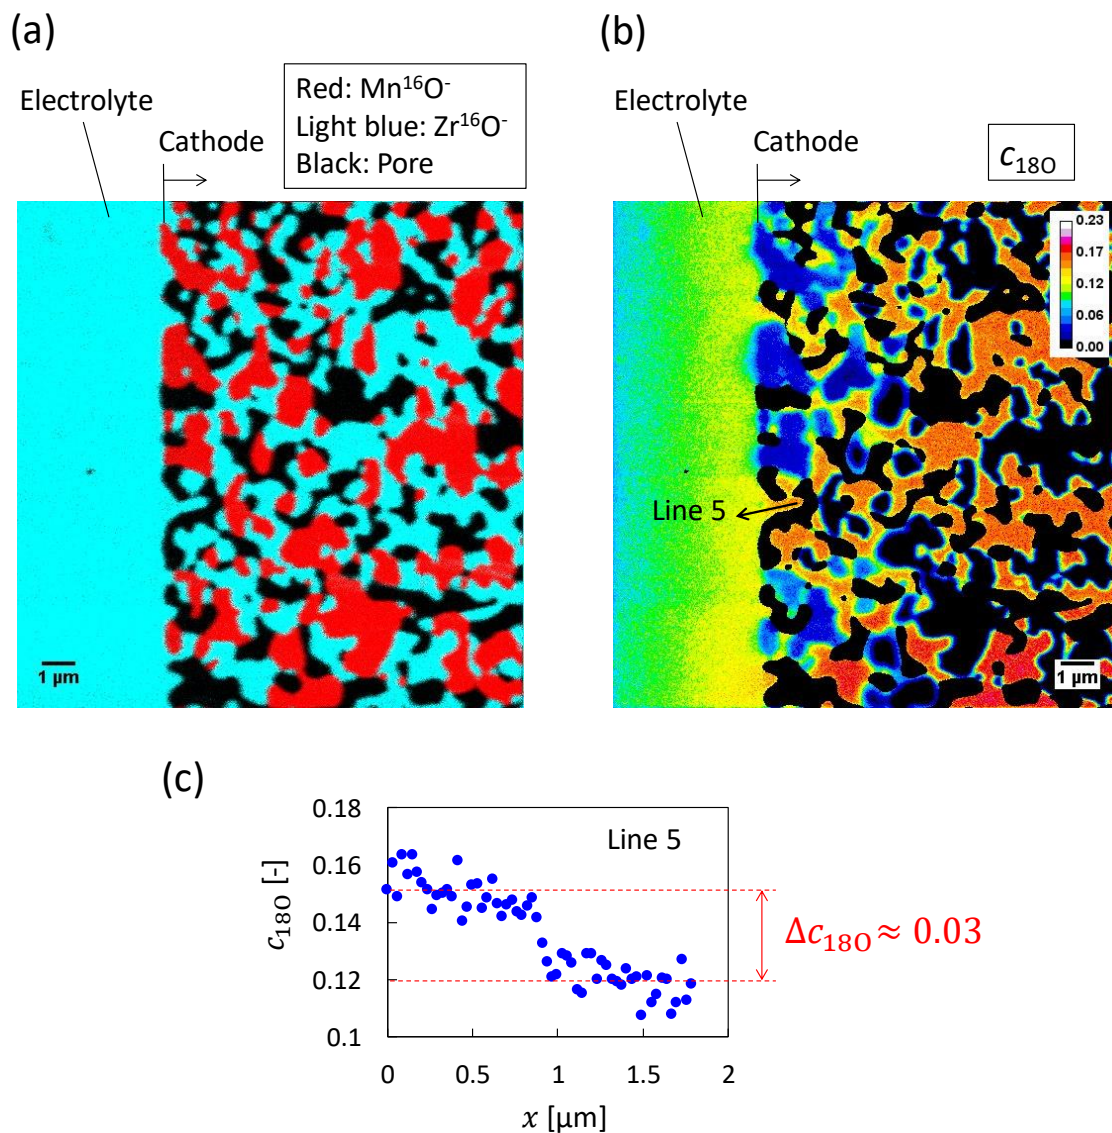 (a)
Red: Mn¹⁶O⁻
Light blue: Zr¹⁶O⁻
Black: Pore
Electrolyte
Cathode
1 µm
(b)
Electrolyte
Cathode
c₁₈O
0.23
0.17
0.12
0.06
0.00
Line 5
1 µm
(c)
0.18
0.16
0.14
0.12
0.1
c₁₈O [-]
Line 5
Δc₁₈O ≈ 0.03
0
0.5
1
1.5
2
x [µm]